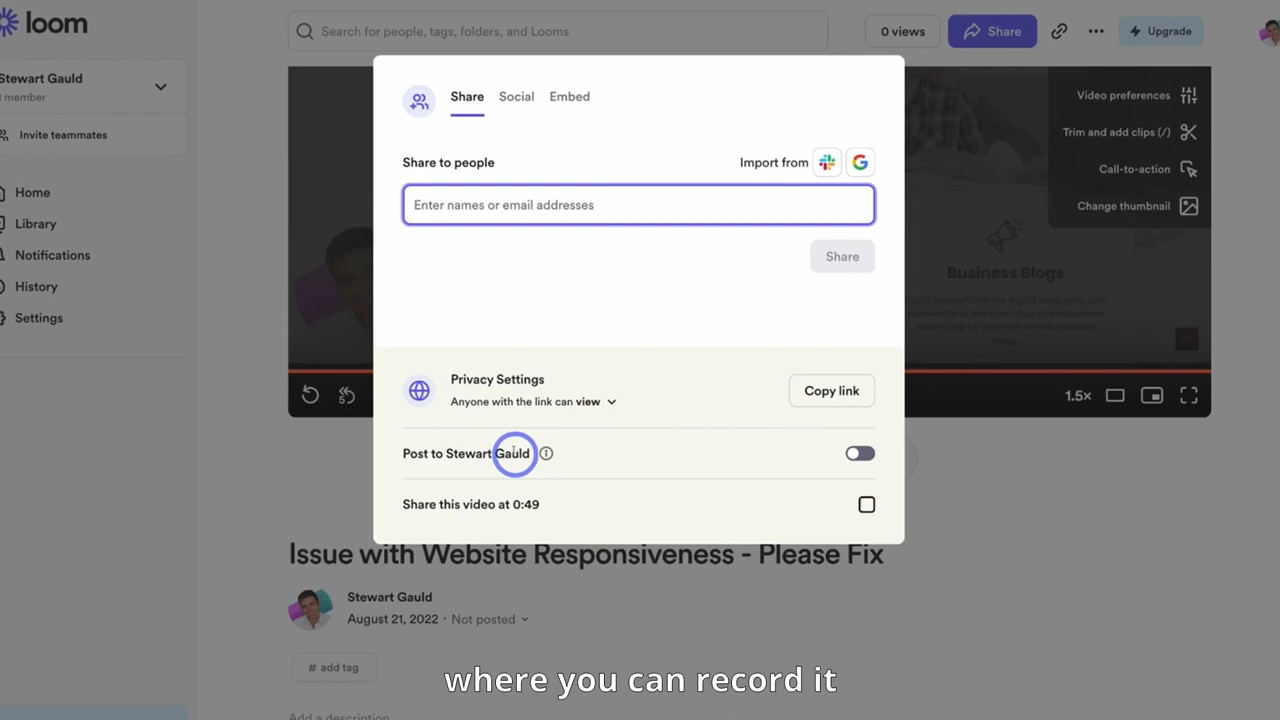 loom
Search for people, tags, folders, and Looms
0 views
Share
Upgrade
Stewart Gauld
1 member
Invite teammates
Home
Library
Notifications
History
Settings
Share
Social
Embed
Share to people
Import from
Enter names or email addresses
Share
Privacy Settings
Anyone with the link can view
Copy link
Post to Stewart Gauld
Share this video at 0:49
Video preferences
Trim and add clips (/)
Call-to-action
Change thumbnail
Business Blogs
5
1.5×
Issue with Website Responsiveness - Please Fix
Stewart Gauld
August 21, 2022 · Not posted
# add tag
Add a description
where you can record it